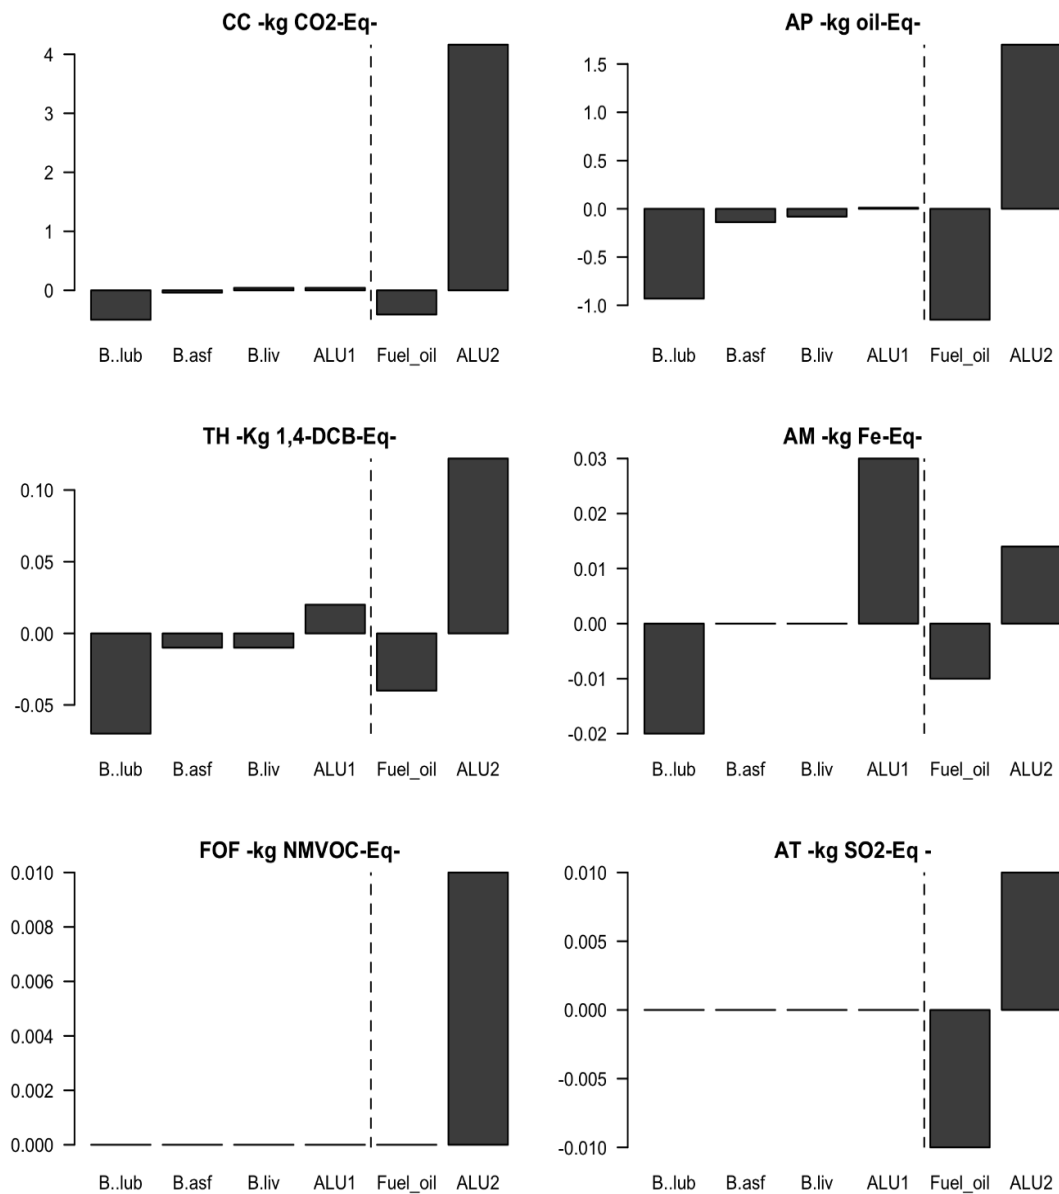 CC -kg CO2-Eq-
4
3
2
1
0
B..lub B.asf B.liv ALU1 Fuel_oil ALU2
AP -kg oil-Eq-
1.5
1.0
0.5
0.0
-0.5
-1.0
B..lub B.asf B.liv ALU1 Fuel_oil ALU2
TH -Kg 1,4-DCB-Eq-
0.10
0.05
0.00
-0.05
B..lub B.asf B.liv ALU1 Fuel_oil ALU2
AM -kg Fe-Eq-
0.03
0.02
0.01
0.00
-0.01
-0.02
B..lub B.asf B.liv ALU1 Fuel_oil ALU2
FOF -kg NMVOC-Eq-
0.010
0.008
0.006
0.004
0.002
0.000
B..lub B.asf B.liv ALU1 Fuel_oil ALU2
AT -kg SO2-Eq -
0.010
0.005
0.000
-0.005
-0.010
B..lub B.asf B.liv ALU1 Fuel_oil ALU2